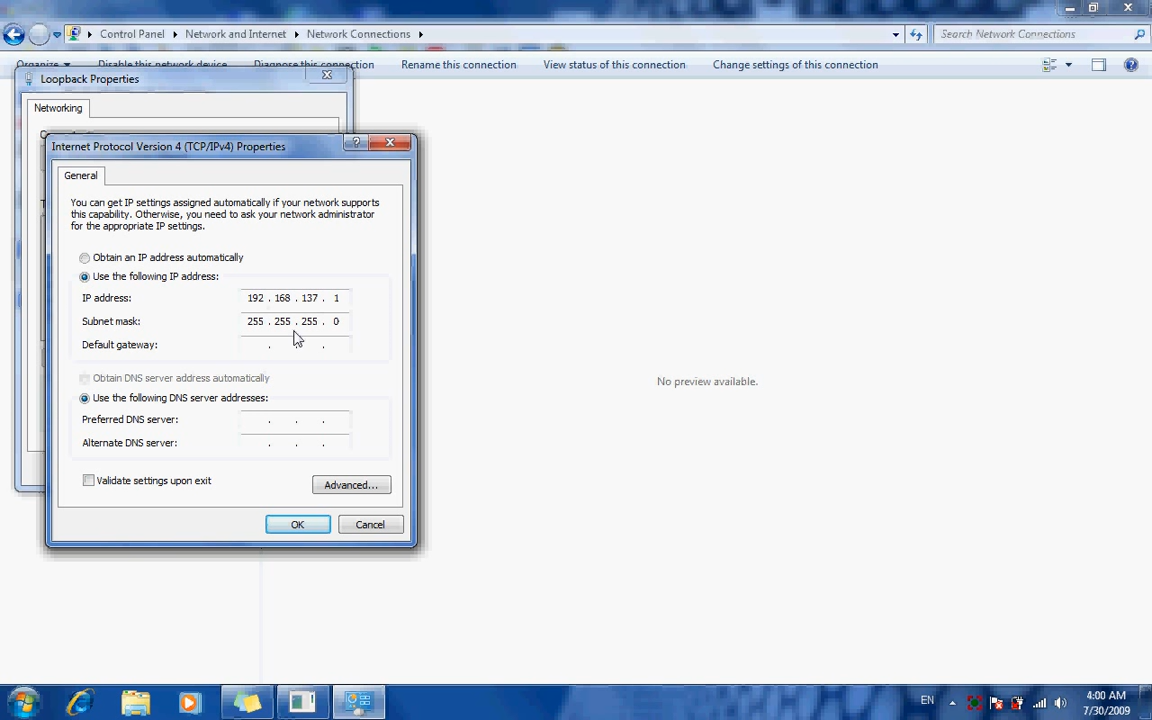 Control Panel
Network and Internet
Network Connections
Search Network Connections
Organize
Disable this network device
Diagnose this connection
Rename this connection
View status of this connection
Change settings of this connection
Loopback Properties
Networking
Internet Protocol Version 4 (TCP/IPv4) Properties
General
You can get IP settings assigned automatically if your network supports
this capability. Otherwise, you need to ask your network administrator
for the appropriate IP settings.
Obtain an IP address automatically
Use the following IP address:
IP address: 192 . 168 . 137 . 1
Subnet mask: 255 . 255 . 255 . 0
Default gateway: . . .
Obtain DNS server address automatically
Use the following DNS server addresses:
Preferred DNS server: . . .
Alternate DNS server: . . .
Validate settings upon exit
Advanced...
OK
Cancel
No preview available.
EN
4:00 AM
7/30/2009